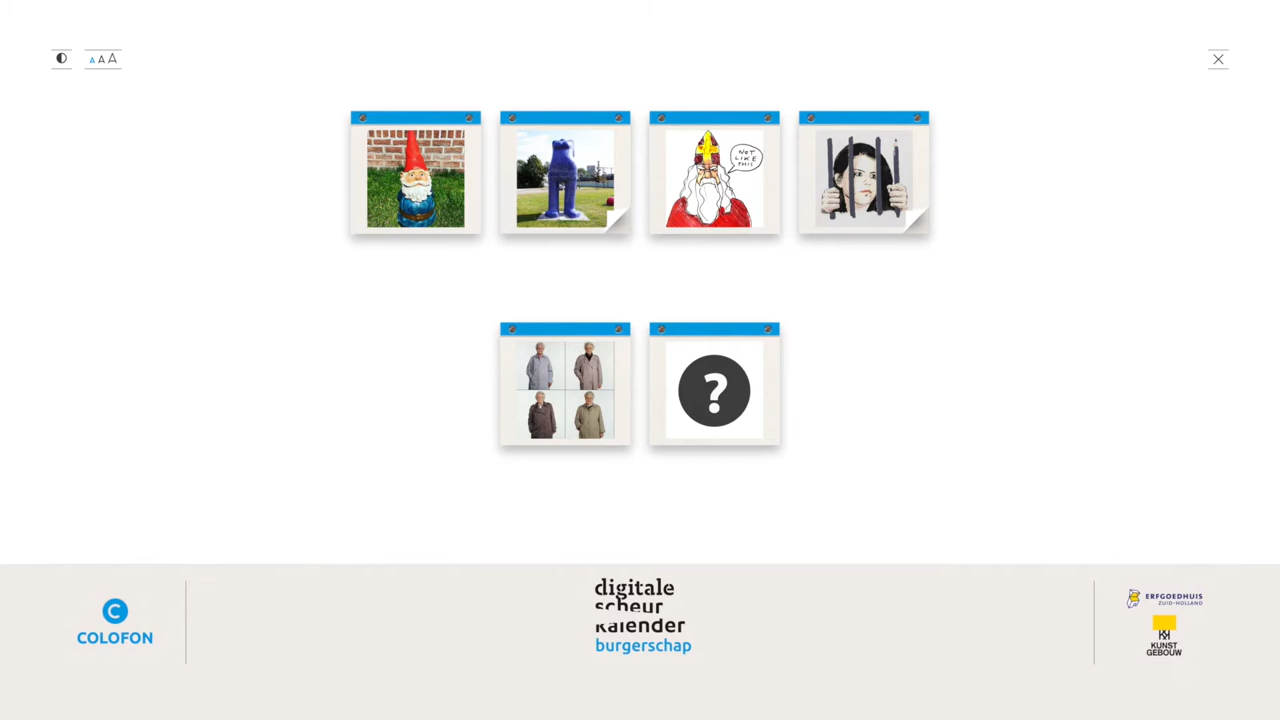 A A A
NOT
LIKE
THIS
?
C
COLOFON
digitale
scheur
kalender
burgerschap
ERFGOEDHUIS
ZUID-HOLLAND
KUNST
GEBOUW